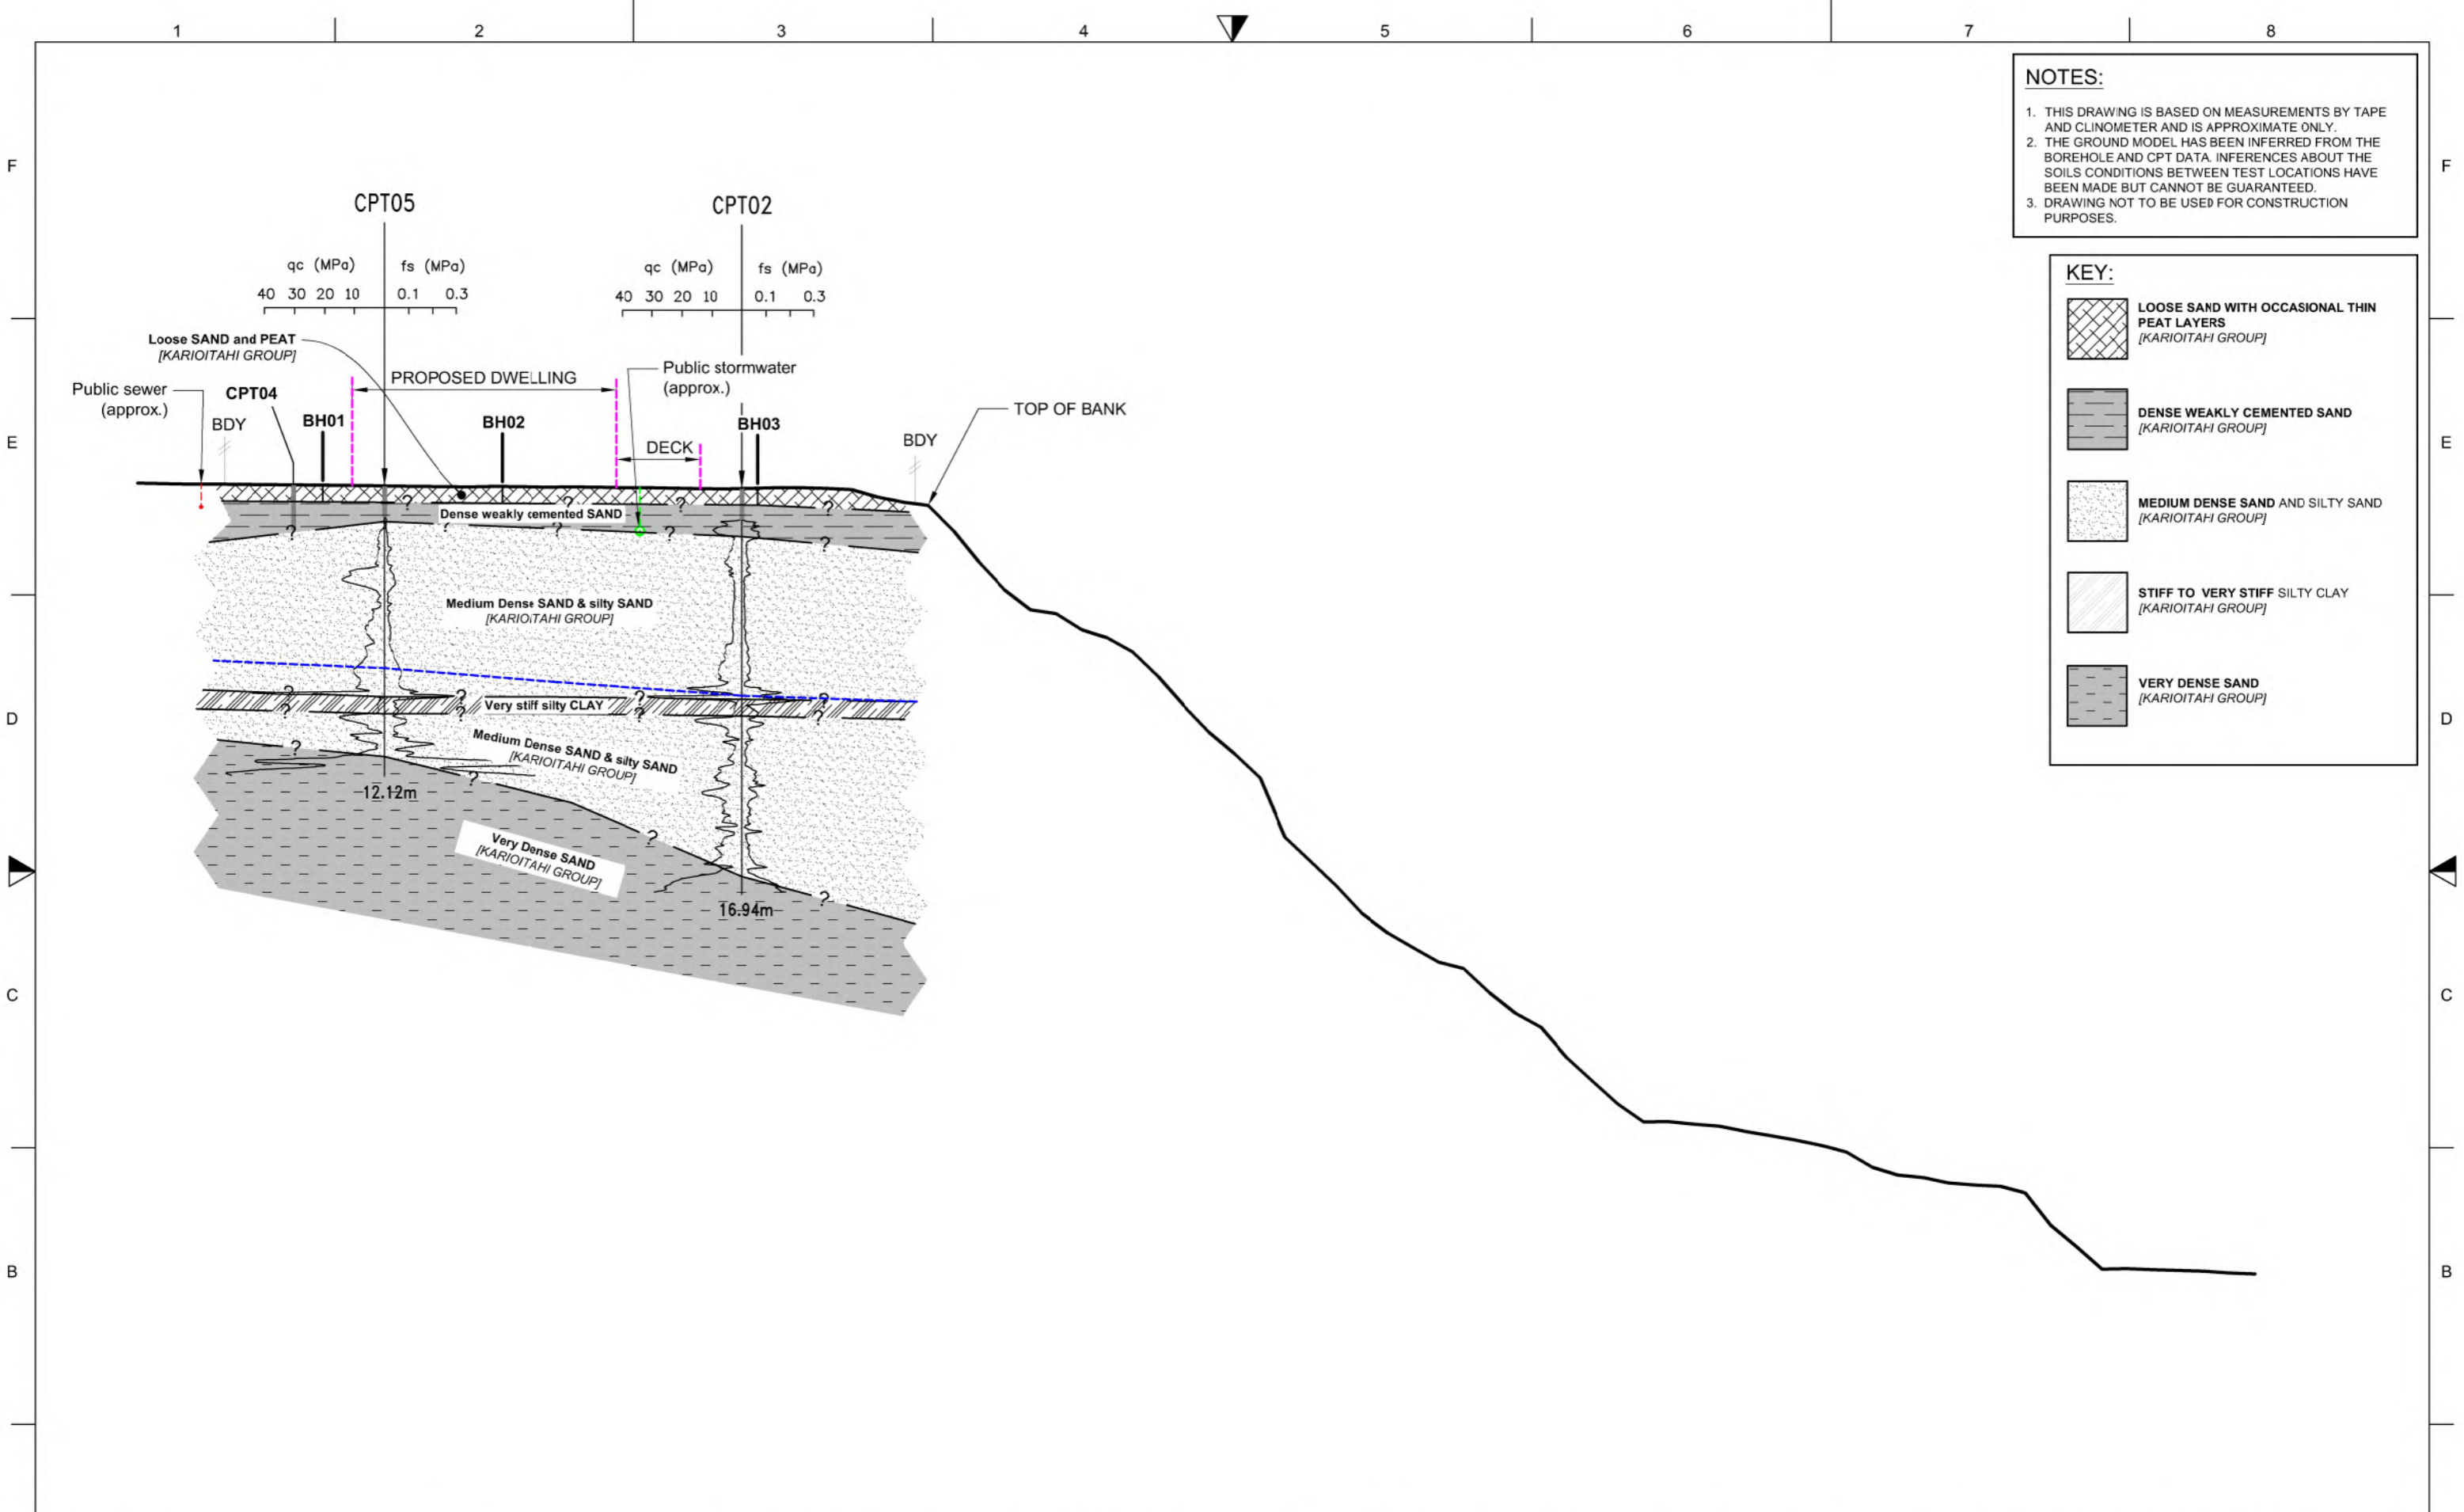 1 2 3 4 5 6 7 8
NOTES:
1. THIS DRAWING IS BASED ON MEASUREMENTS BY TAPE
AND CLINOMETER AND IS APPROXIMATE ONLY.
2. THE GROUND MODEL HAS BEEN INFERRED FROM THE
BOREHOLE AND CPT DATA. INFERENCES ABOUT THE
SOILS CONDITIONS BETWEEN TEST LOCATIONS HAVE
BEEN MADE BUT CANNOT BE GUARANTEED.
3. DRAWING NOT TO BE USED FOR CONSTRUCTION
PURPOSES.
F F
KEY:
LOOSE SAND WITH OCCASIONAL THIN
PEAT LAYERS
[KARIOITAHI GROUP]
DENSE WEAKLY CEMENTED SAND
[KARIOITAHI GROUP]
MEDIUM DENSE SAND AND SILTY SAND
[KARIOITAHI GROUP]
STIFF TO VERY STIFF SILTY CLAY
[KARIOITAHI GROUP]
VERY DENSE SAND
[KARIOITAHI GROUP]
CPT05
qc (MPa) fs (MPa)
40 30 20 10 0.1 0.3
CPT02
qc (MPa) fs (MPa)
40 30 20 10 0.1 0.3
Loose SAND and PEAT
[KARIOITAHI GROUP]
Public sewer
(approx.)
CPT04
BDY
BH01
PROPOSED DWELLING
BH02
Public stormwater
(approx.)
DECK
BH03
BDY
TOP OF BANK
E E
? ? ? ?
Dense weakly cemented SAND
? ? ? ? ?
Medium Dense SAND & silty SAND
[KARIOITAHI GROUP]
? ? ? ?
Very stiff silty CLAY
? ? ? ?
D D
Medium Dense SAND & silty SAND
[KARIOITAHI GROUP]
? ? ? ?
12.12m
Very Dense SAND
[KARIOITAHI GROUP]
16.94m
C C
B B